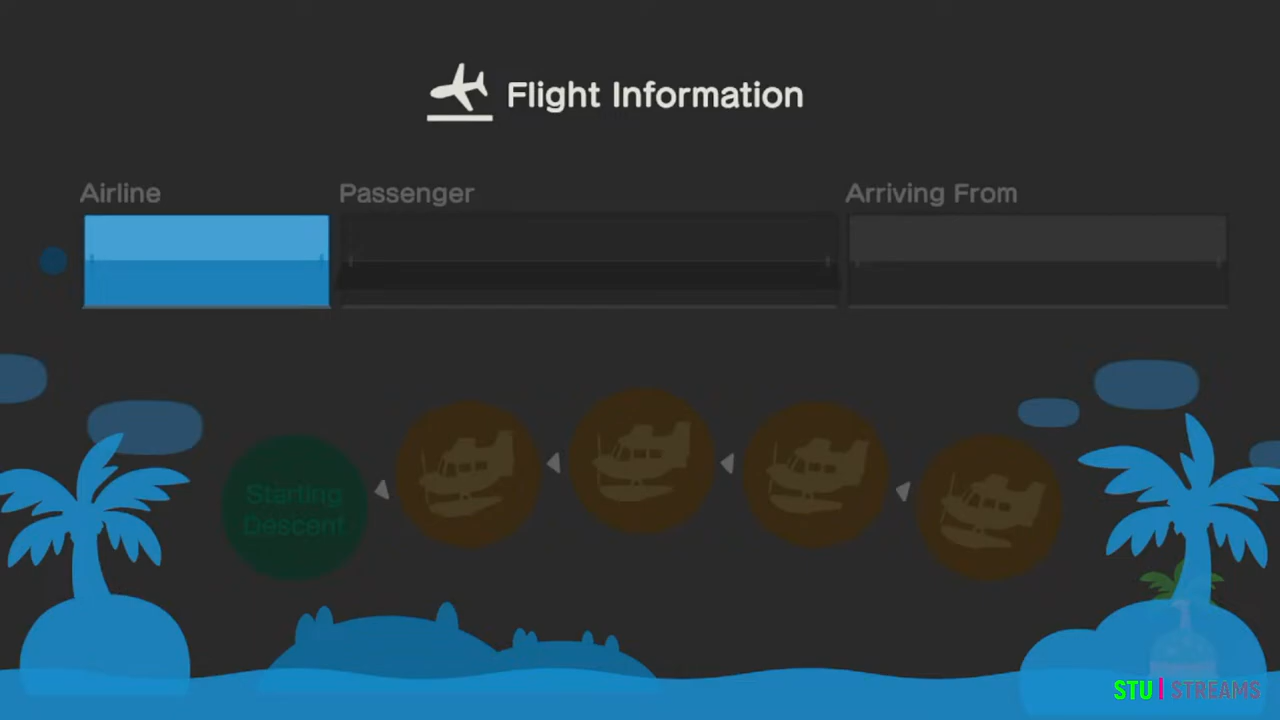 Flight Information
Airline
Passenger
Arriving From
Starting
Descent
STU | STREAMS